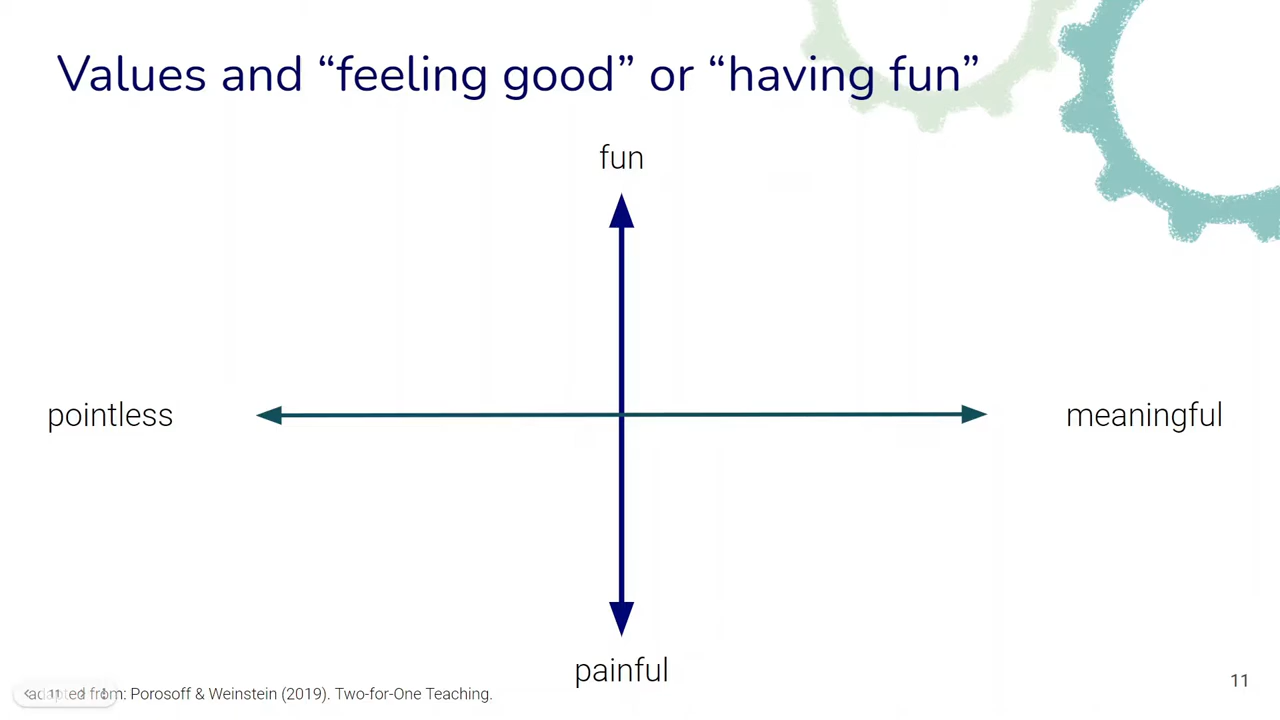 Values and “feeling good” or “having fun”
fun
pointless
meaningful
painful
adapted from: Porosoff & Weinstein (2019). Two-for-One Teaching.
11